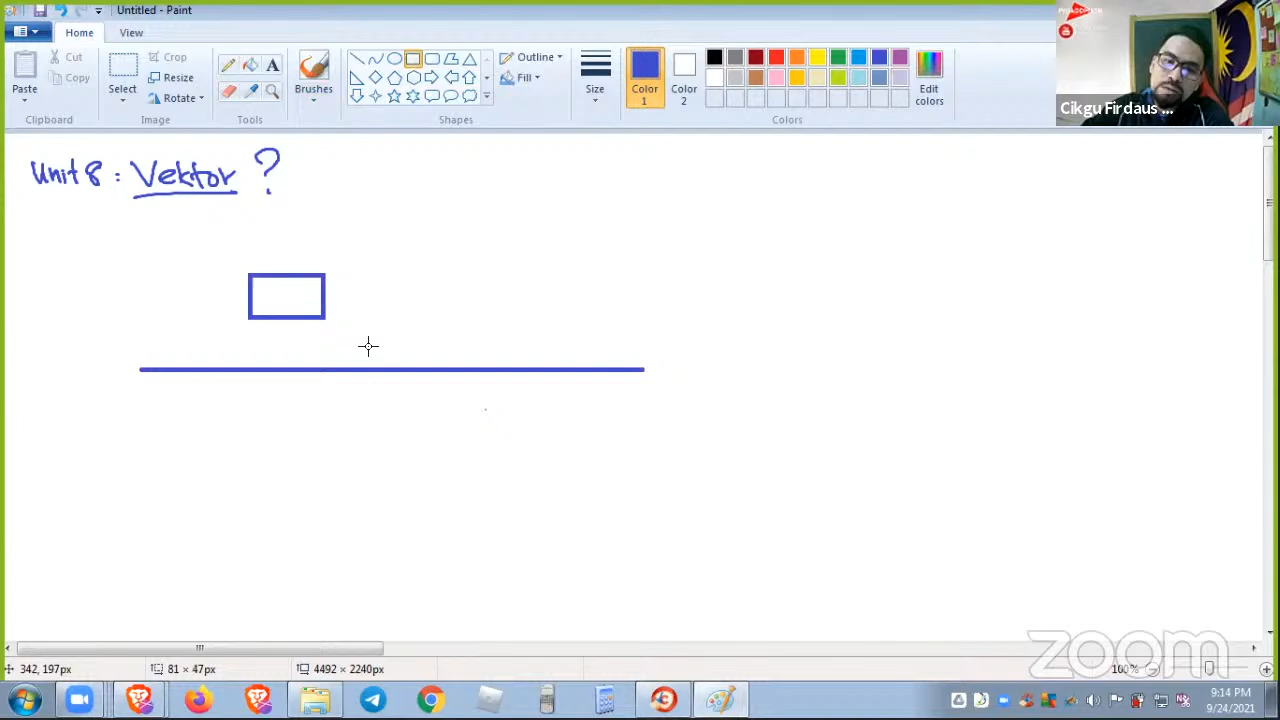 Untitled - Paint
Home View
Paste
Cut
Copy
Clipboard
Select
Crop
Resize
Rotate
Image
Tools
Brushes
Outline
Fill
Shapes
Size
Color 1
Color 2
Edit colors
Colors
Cikgu Firdaus ...
Unit 8 : Vektor ?
342, 197px
81 × 47px
4492 × 2240px
100%
zoom
9:14 PM
9/24/2021